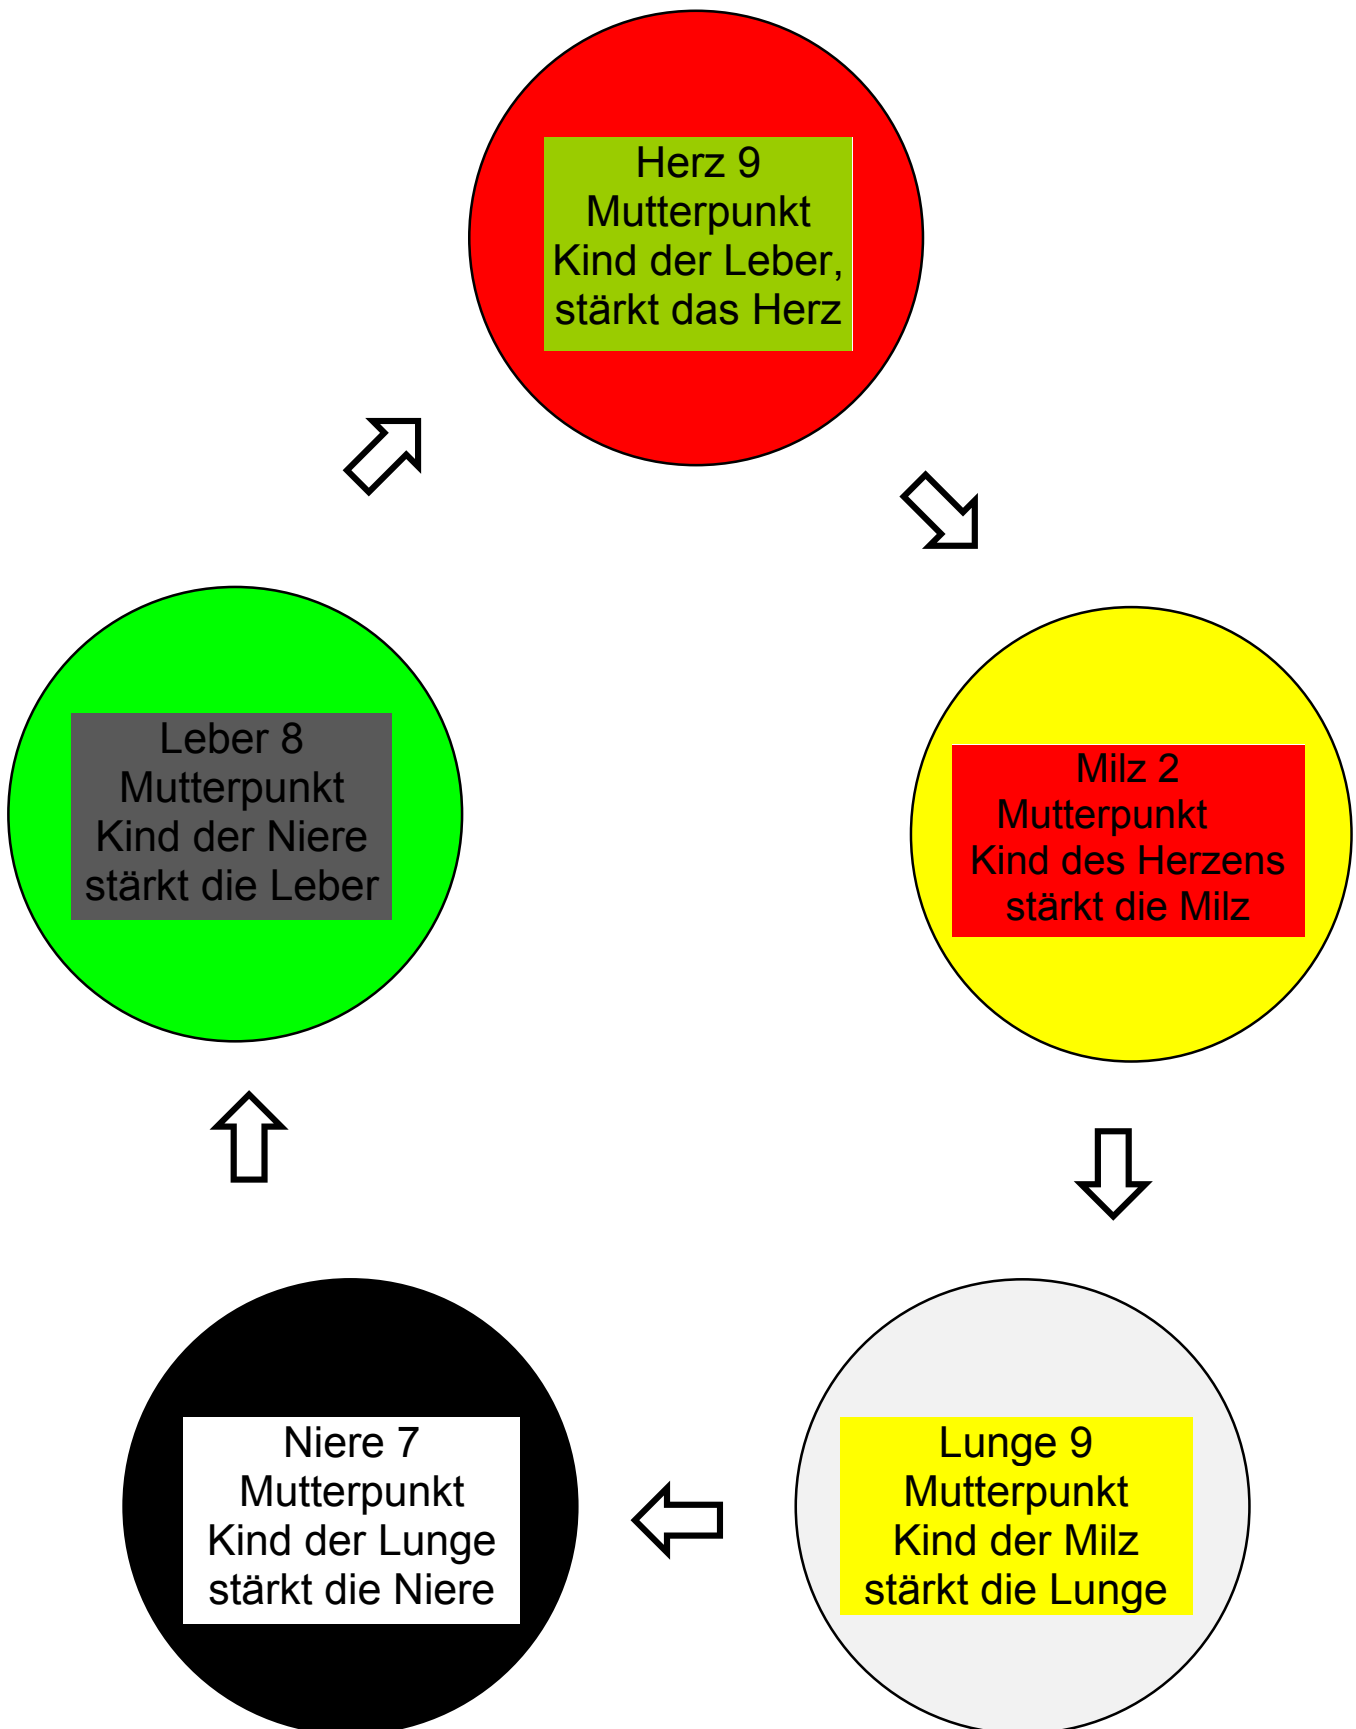 Herz 9
Mutterpunkt
Kind der Leber,
stärkt das Herz
Leber 8
Mutterpunkt
Kind der Niere
stärkt die Leber
Milz 2
Mutterpunkt
Kind des Herzens
stärkt die Milz
Niere 7
Mutterpunkt
Kind der Lunge
stärkt die Niere
Lunge 9
Mutterpunkt
Kind der Milz
stärkt die Lunge